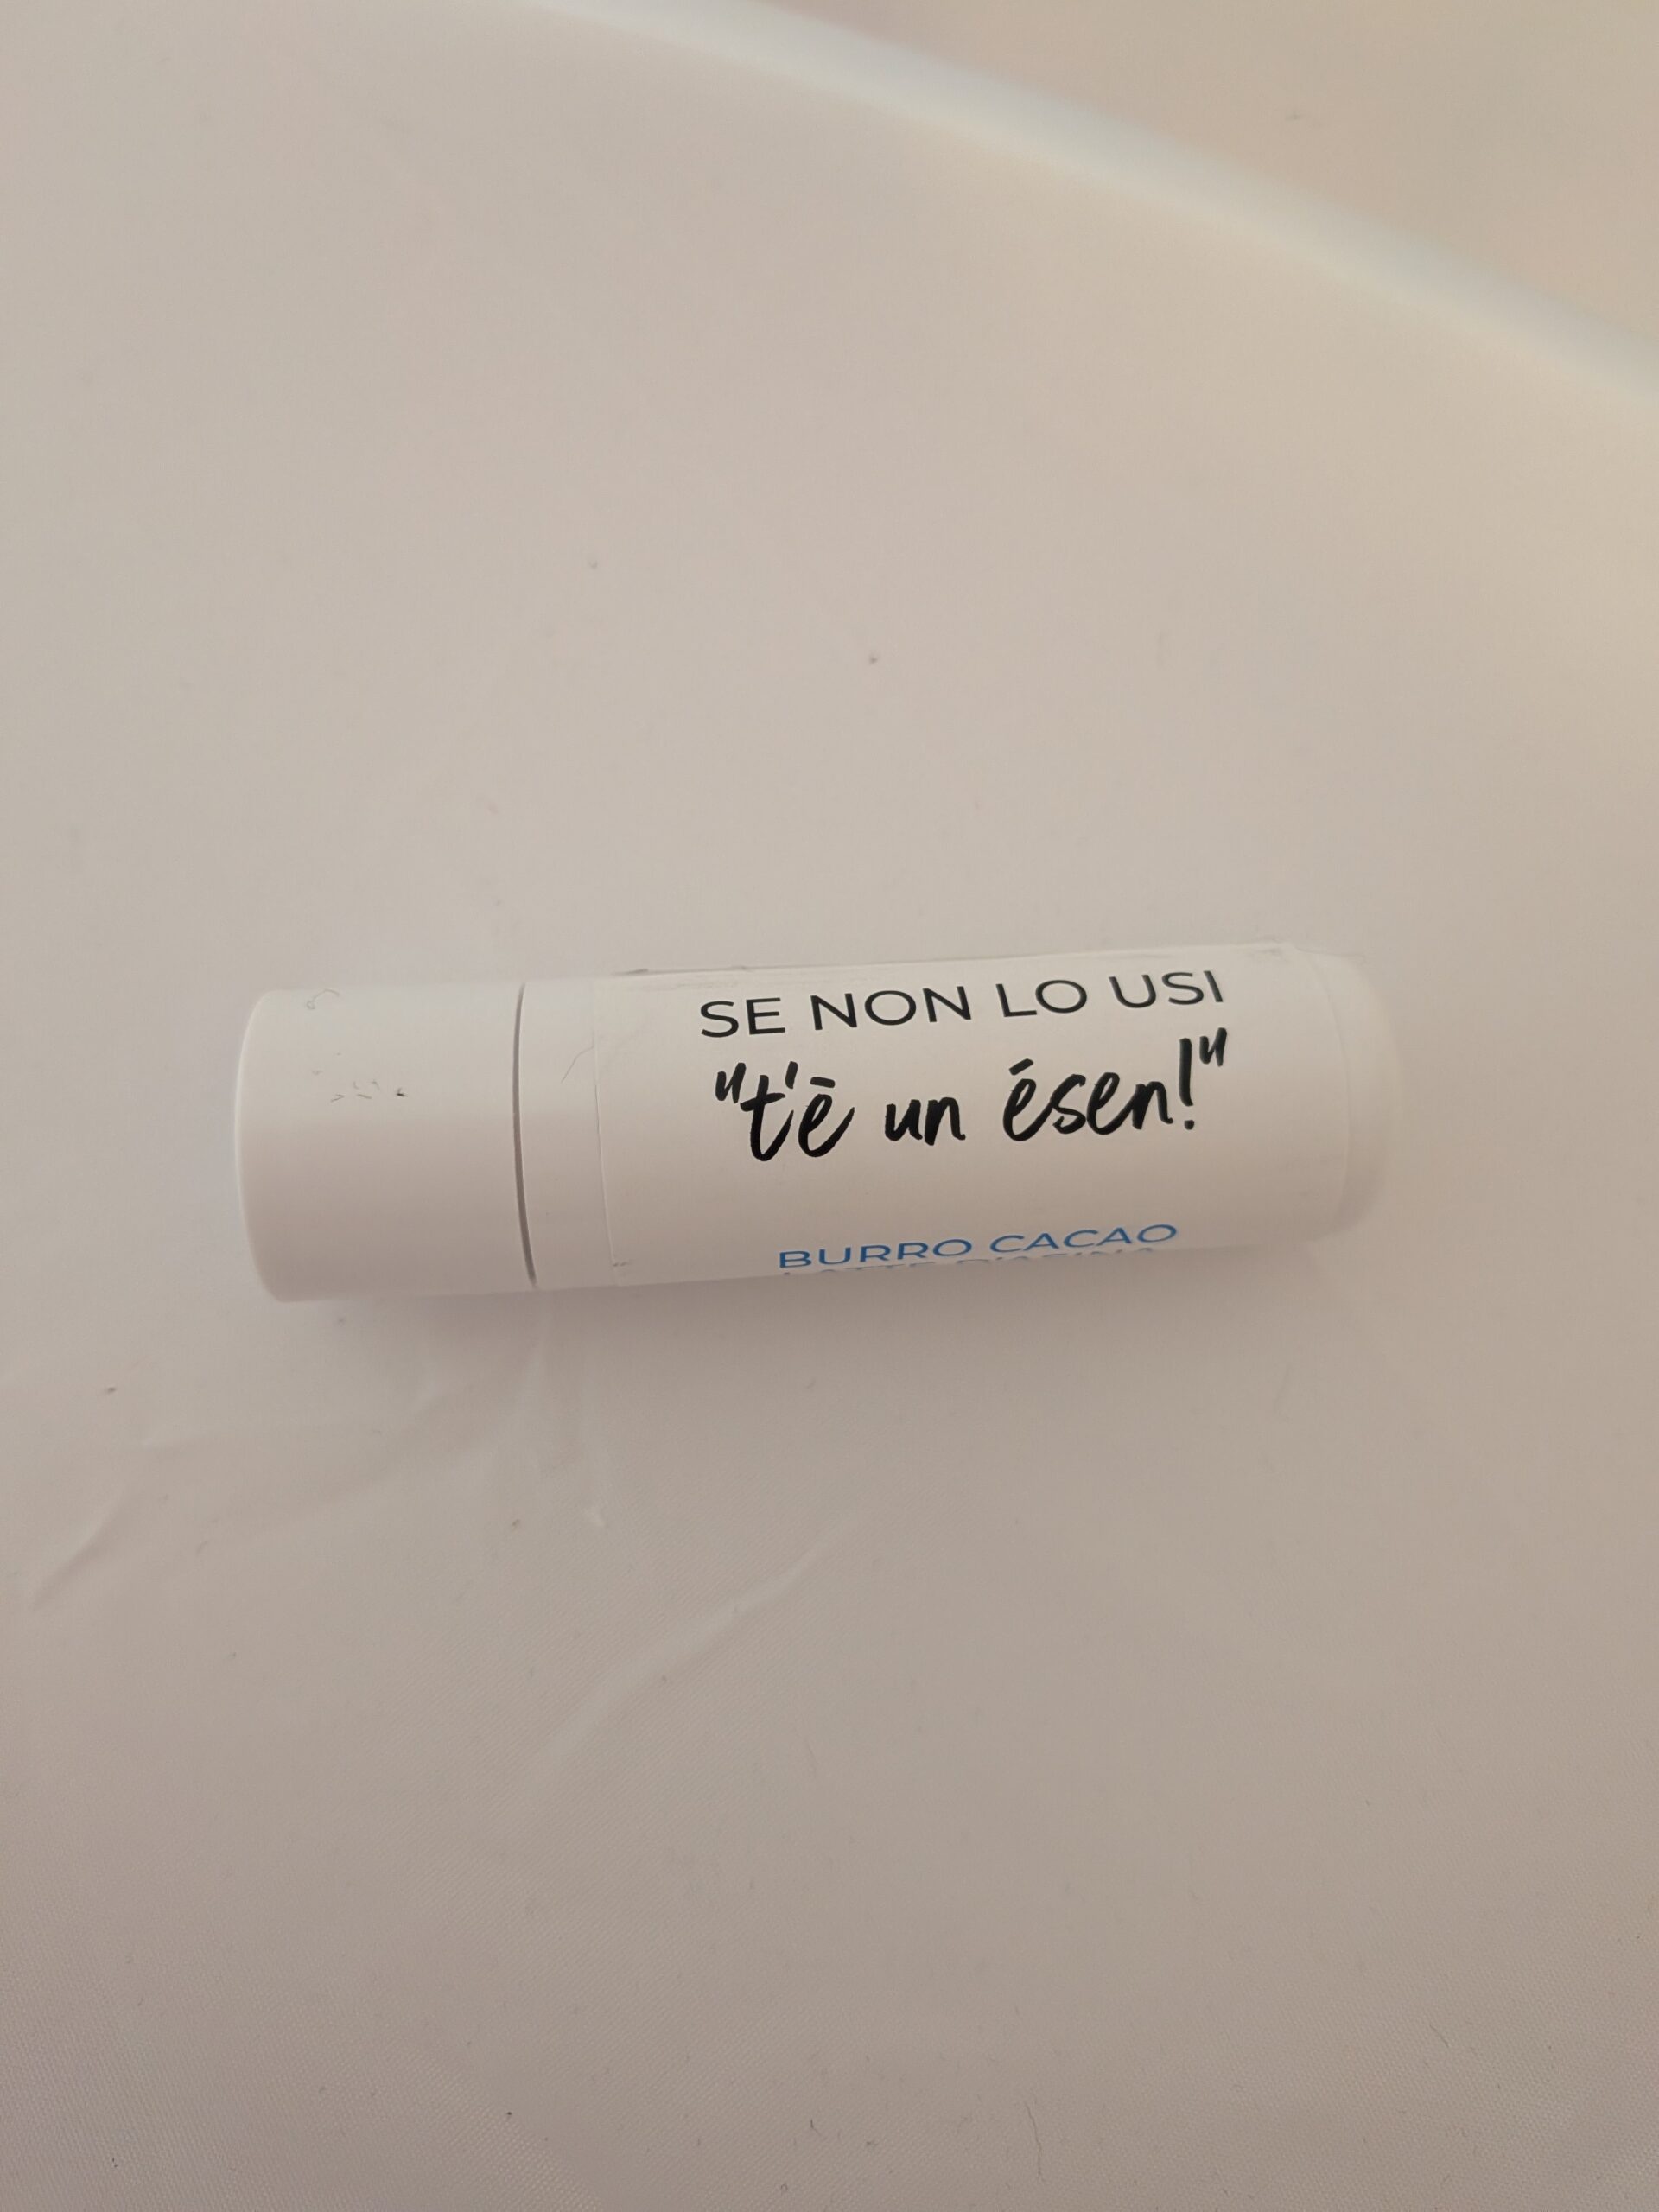 SE NON LO USI
"t'ē un ésen!"
BURRO CACAO